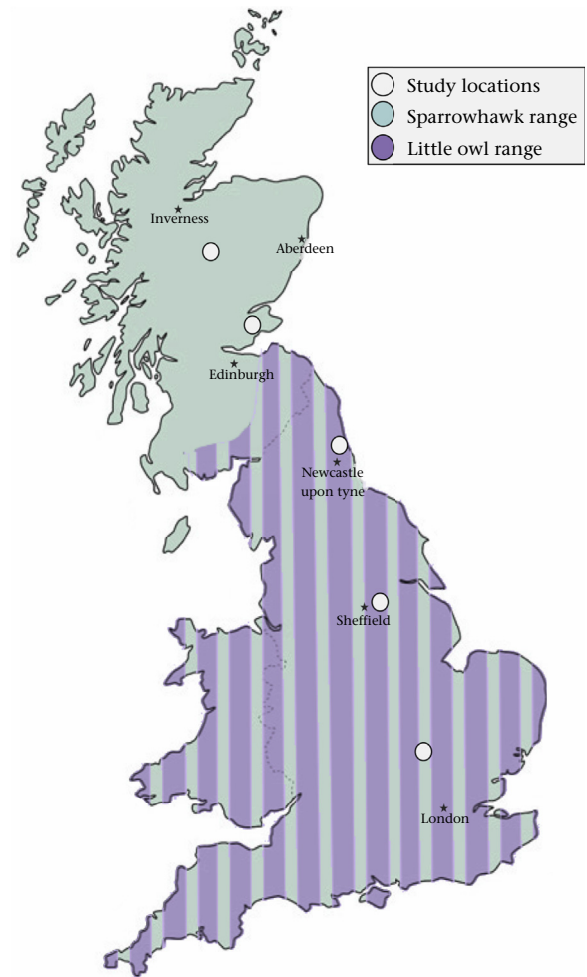 Study locations
Sparrowhawk range
Little owl range
Inverness
Aberdeen
Edinburgh
Newcastle
upon tyne
Sheffield
London